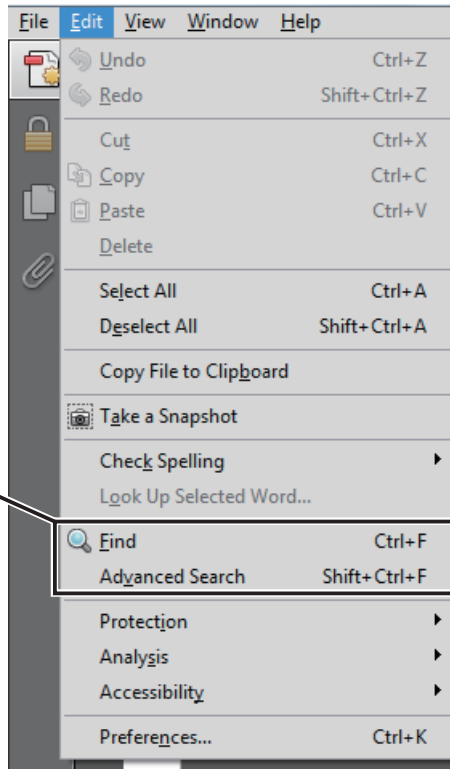 File Edit View Window Help
Undo Ctrl+Z
Redo Shift+Ctrl+Z
Cut Ctrl+X
Copy Ctrl+C
Paste Ctrl+V
Delete
Select All Ctrl+A
Deselect All Shift+Ctrl+A
Copy File to Clipboard
Take a Snapshot
Check Spelling
Look Up Selected Word...
Find Ctrl+F
Advanced Search Shift+Ctrl+F
Protection
Analysis
Accessibility
Preferences... Ctrl+K